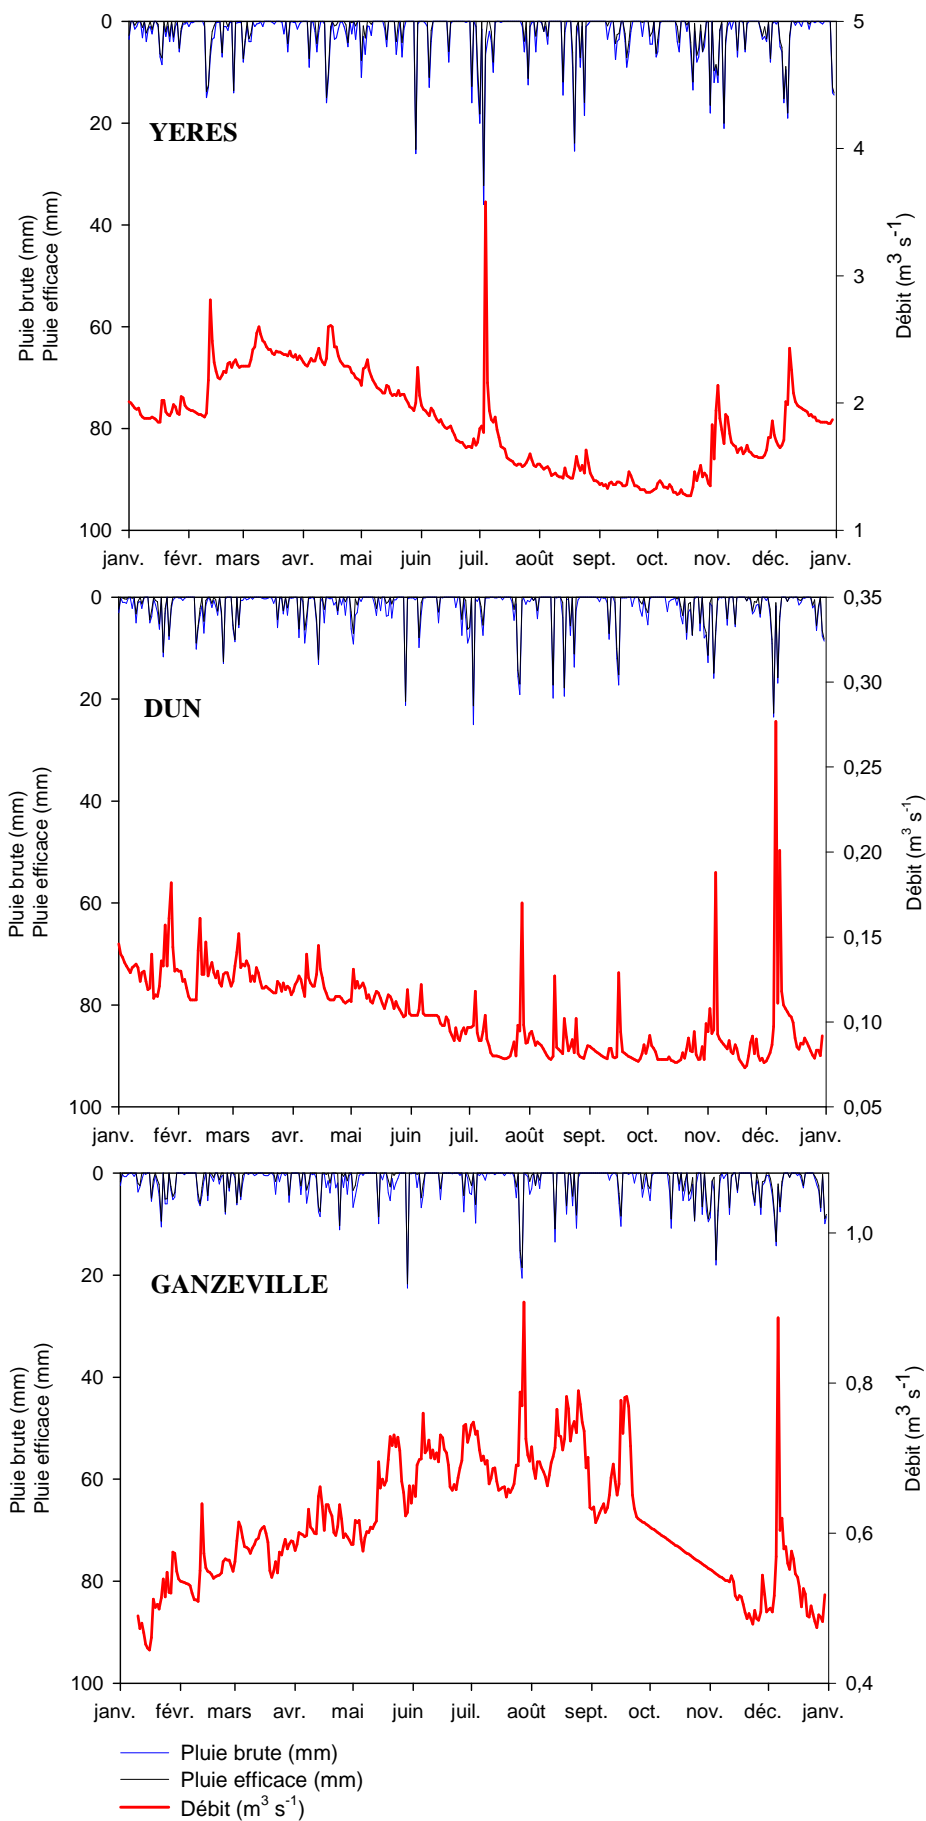 0
20
40
60
80
100
Pluie brute (mm)
Pluie efficace (mm)
YERES
5
4
3
2
1
Débit (m3 s-1)
janv. févr. mars avr. mai juin juil. août sept. oct. nov. déc. janv.
0
20
40
60
80
100
Pluie brute (mm)
Pluie efficace (mm)
DUN
0,35
0,30
0,25
0,20
0,15
0,10
0,05
Débit (m3 s-1)
janv. févr. mars avr. mai juin juil. août sept. oct. nov. déc. janv.
0
20
40
60
80
100
Pluie brute (mm)
Pluie efficace (mm)
GANZEVILLE
1,0
0,8
0,6
0,4
Débit (m3 s-1)
janv. févr. mars avr. mai juin juil. août sept. oct. nov. déc. janv.
Pluie brute (mm)
Pluie efficace (mm)
Débit (m3 s-1)